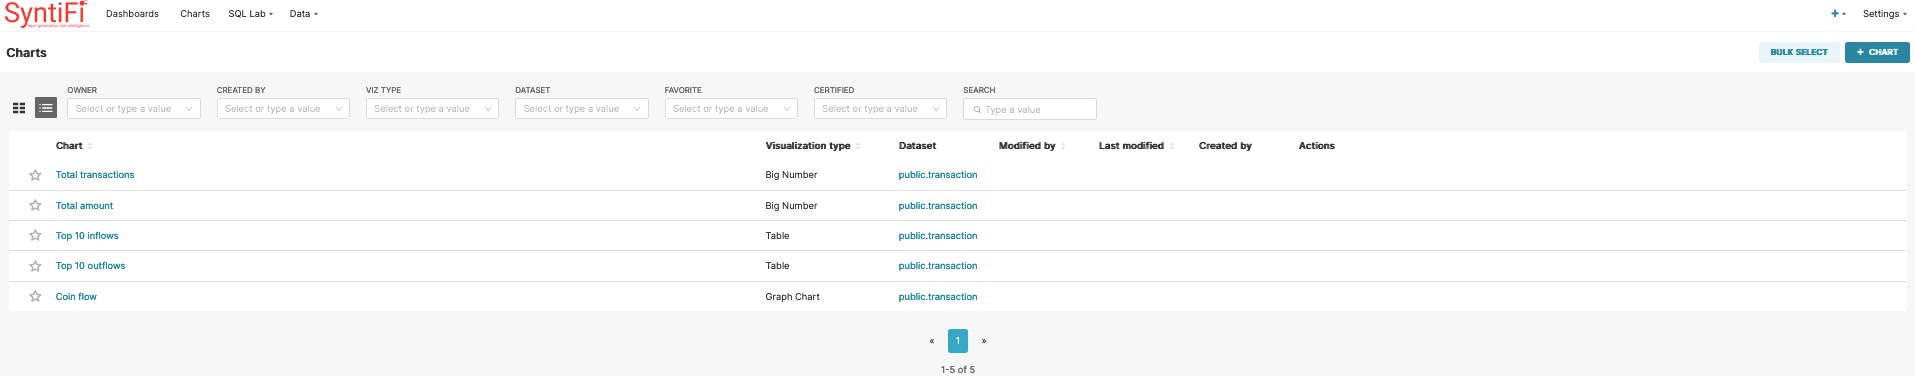 SyntiFi
Next generation risk intelligence
Dashboards Charts SQL Lab Data
+ Settings
Charts
BULK SELECT + CHART
OWNER CREATED BY VIZ TYPE DATASET FAVORITE CERTIFIED SEARCH
Select or type a value Select or type a value Select or type a value Select or type a value Select or type a value Select or type a value Type a value
Chart Visualization type Dataset Modified by Last modified Created by Actions
Total transactions Big Number public.transaction
Total amount Big Number public.transaction
Top 10 inflows Table public.transaction
Top 10 outflows Table public.transaction
Coin flow Graph Chart public.transaction
« 1 »
1-5 of 5